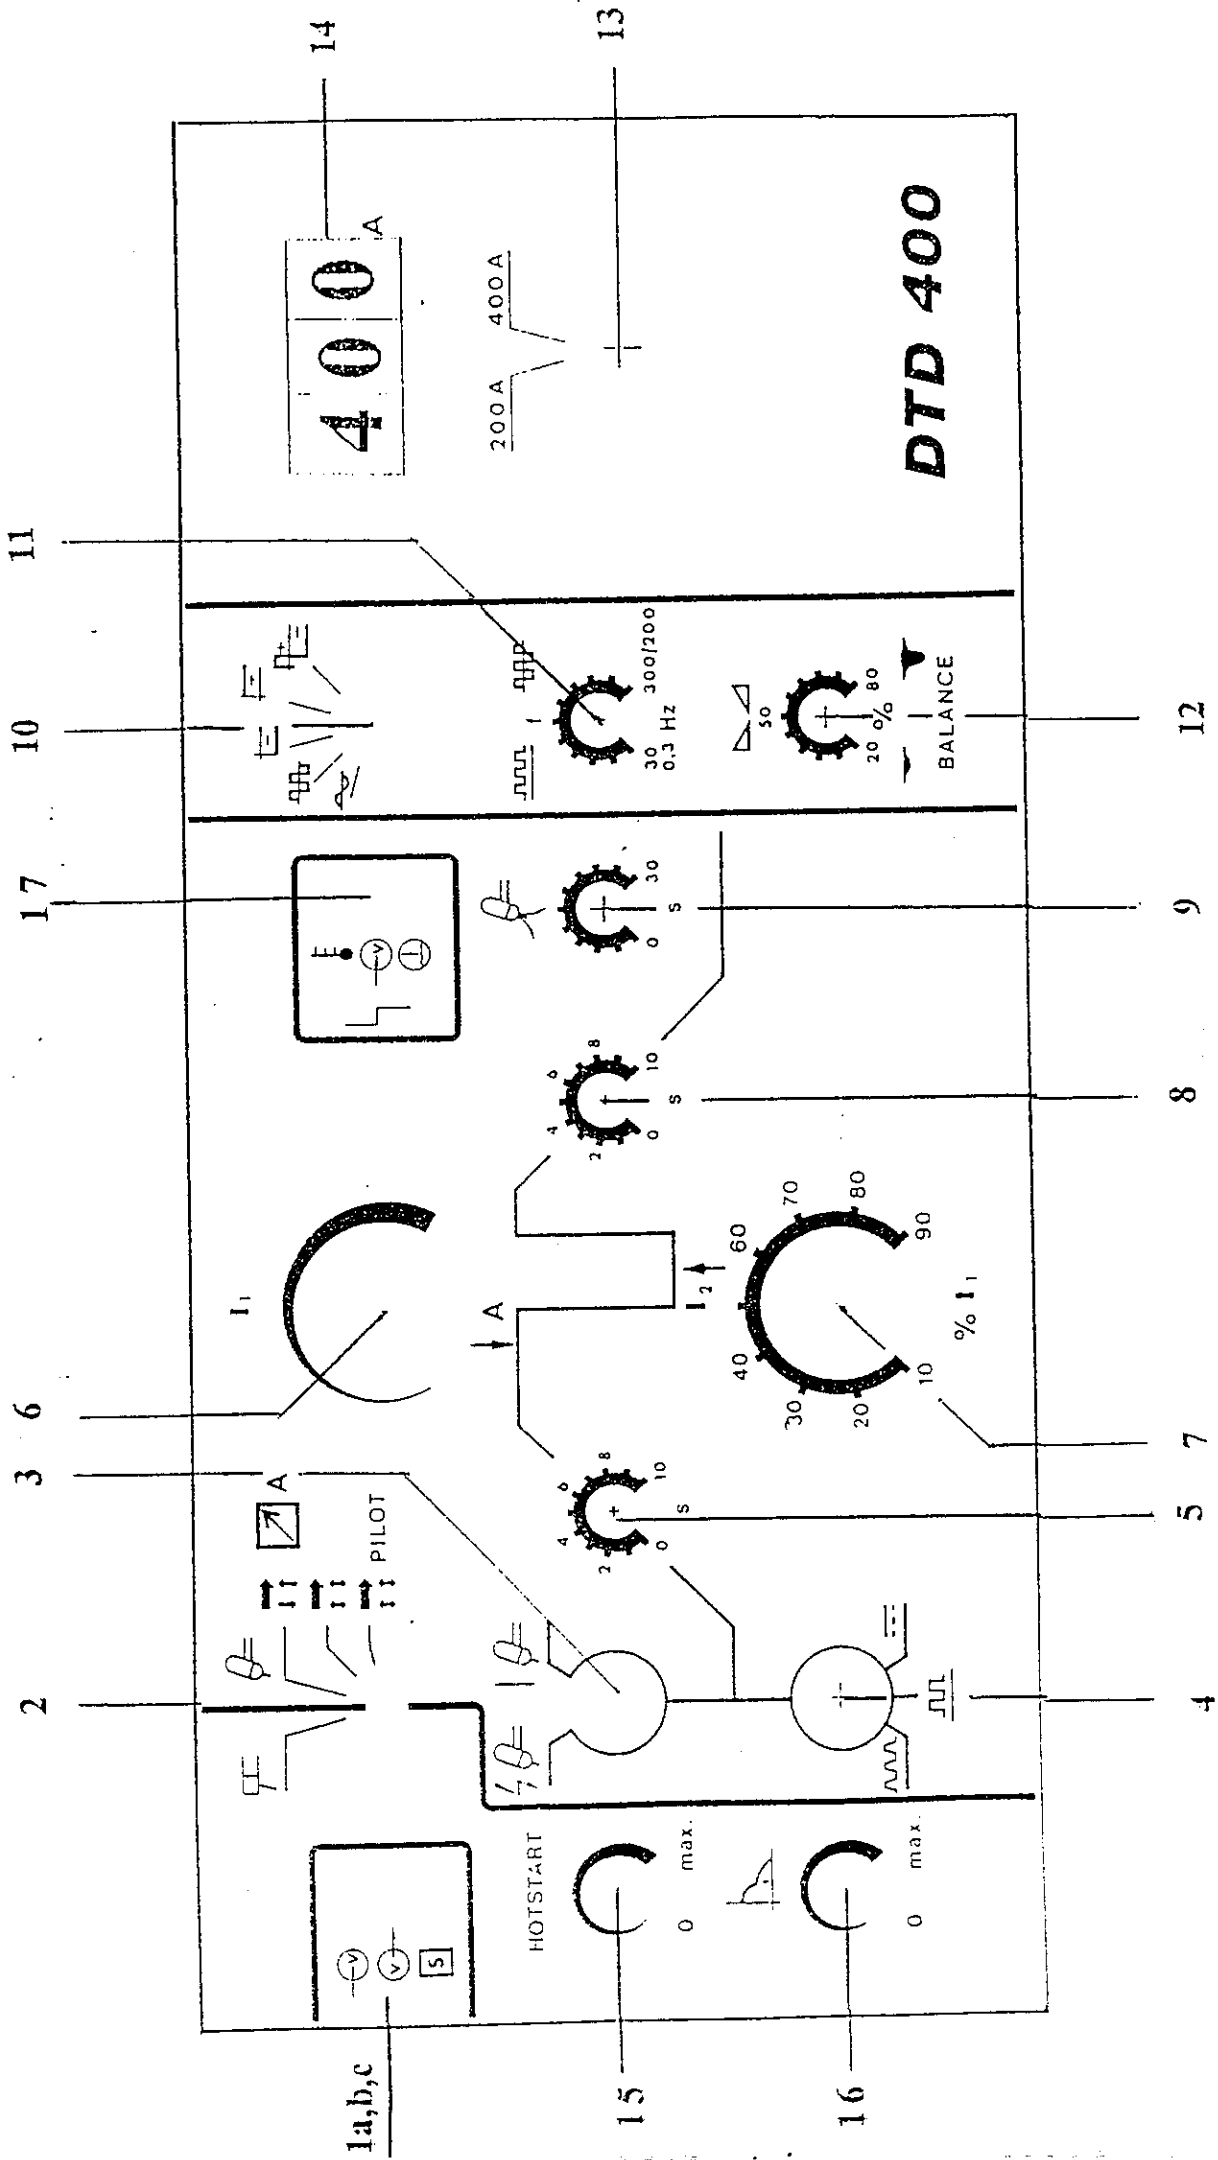 2
3
6
17
10
11
14
13
A
PILOT
I₁
400
A
200A 400A
HOTSTART
0 max.
0 max.
S
V
V
V
0 2 4 6 8 10
s
A
I₂
0 2 4 6 8 10
s
0 30
s
f
30 300/200
0,3 Hz
50
20 % 80
BALANCE
10 20 30 40 60 70 80 90
% I₁
DTD 400
1a,b,c
15
16
4
5
7
8
9
12